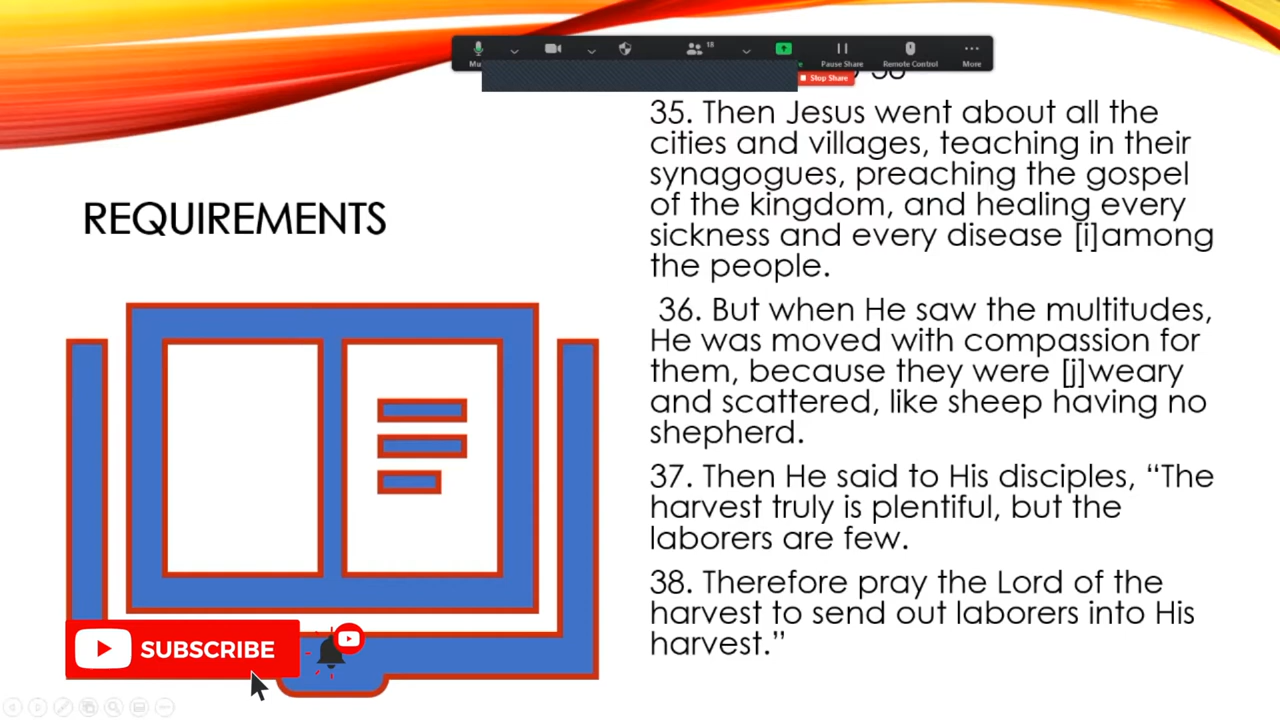 18
Pause Share
Remote Control
More
Stop Share
35. Then Jesus went about all the
cities and villages, teaching in their
synagogues, preaching the gospel
of the kingdom, and healing every
sickness and every disease [i]among
the people.
REQUIREMENTS
36. But when He saw the multitudes,
He was moved with compassion for
them, because they were [j]weary
and scattered, like sheep having no
shepherd.
37. Then He said to His disciples, “The
harvest truly is plentiful, but the
laborers are few.
38. Therefore pray the Lord of the
harvest to send out laborers into His
harvest.”
SUBSCRIBE